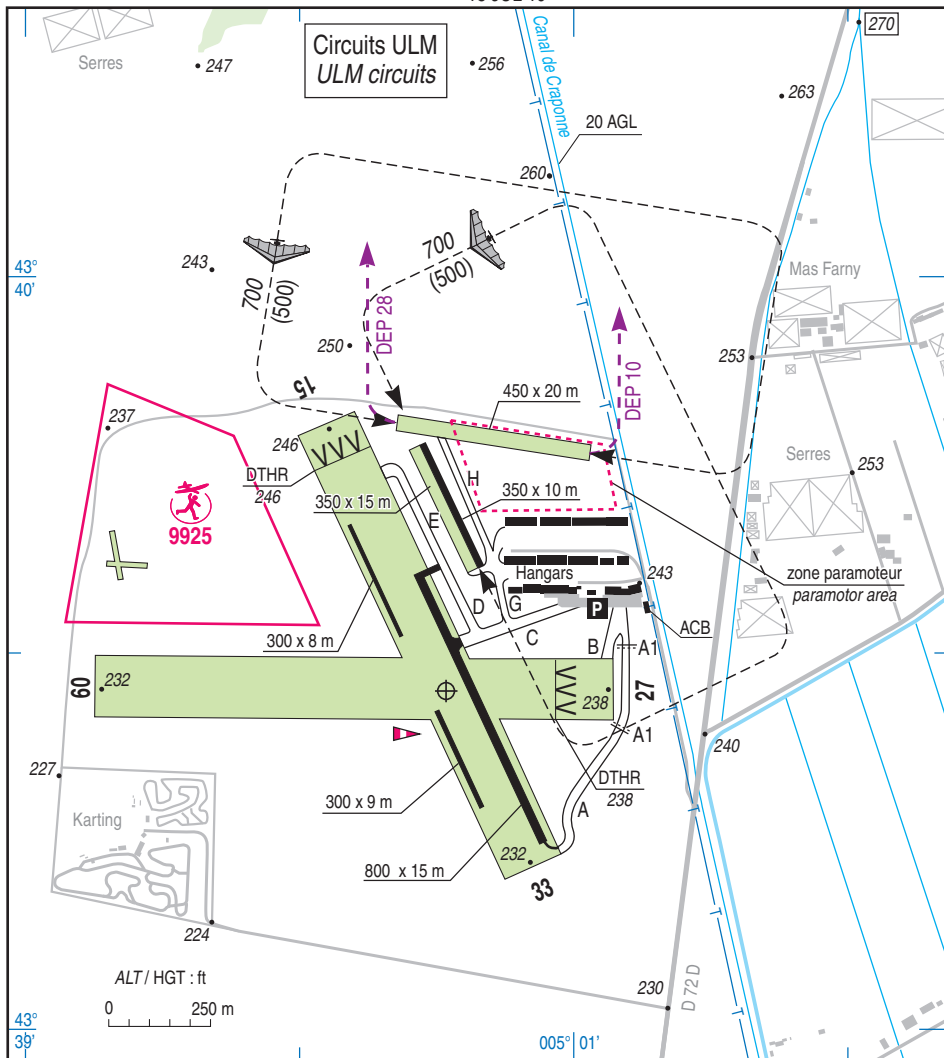 Circuits ULM
ULM circuits
Serres
247
256
Canal de Craponne
270
263
20 AGL
260
43°
40'
243
700
(500)
700
(500)
DEP 28
DEP 10
Mas Farny
250
253
15
450 x 20 m
237
246
DTHR
246
H
350 x 15 m
E
350 x 10 m
Serres
253
9925
Hangars
243
zone paramoteur
paramotor area
D
G
P
ACB
300 x 8 m
C
B
A1
09
232
238
27
A1
240
227
DTHR
238
300 x 9 m
A
Karting
800 x 15 m
232
33
224
ALT / HGT : ft
0
250 m
230
D 72 D
43°
39'
005° 01'